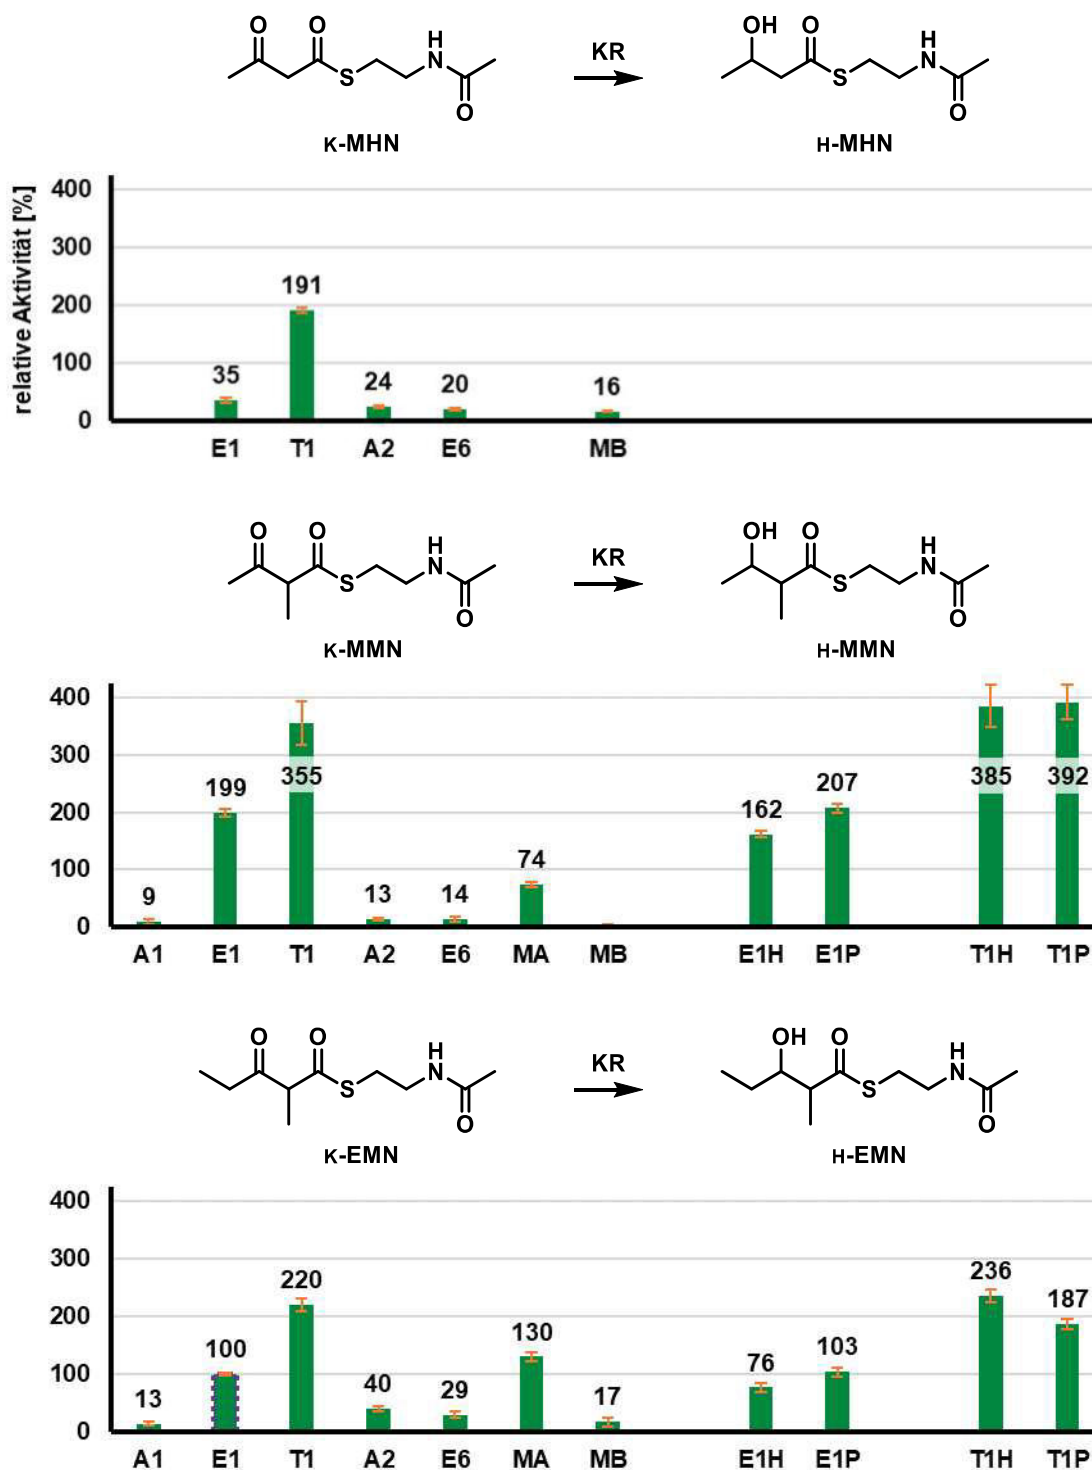 O O OH O
H H
N KR N
S S
O O
K-MHN H-MHN
relative Aktivität [%]
400
300
200 191
100
35 24 20 16
0
E1 T1 A2 E6 MB
O O OH O
H H
N KR N
S S
O O
K-MMN H-MMN
400
300
355 385 392
200 199 162 207
100
9 13 14 74
0
A1 E1 T1 A2 E6 MA MB E1H E1P T1H T1P
O O OH O
H H
N KR N
S S
O O
K-EMN H-EMN
400
300
220 236
200 187
130
100 100 76 103
13 40 29 17
0
A1 E1 T1 A2 E6 MA MB E1H E1P T1H T1P